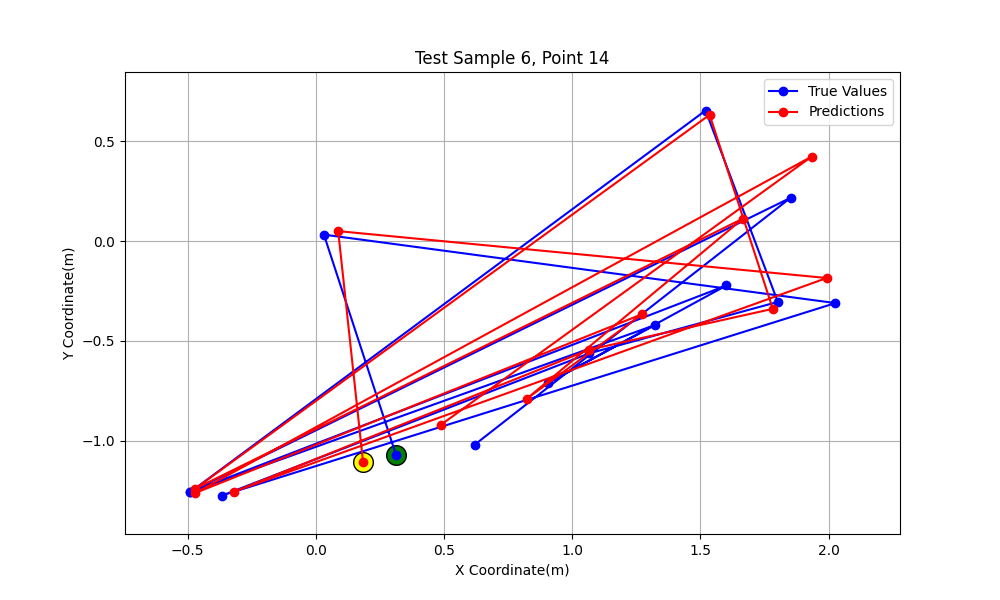 Test Sample 6, Point 14
True Values
Predictions
Y Coordinate(m)
0.5
0.0
−0.5
−1.0
−0.5
0.0
0.5
1.0
1.5
2.0
X Coordinate(m)